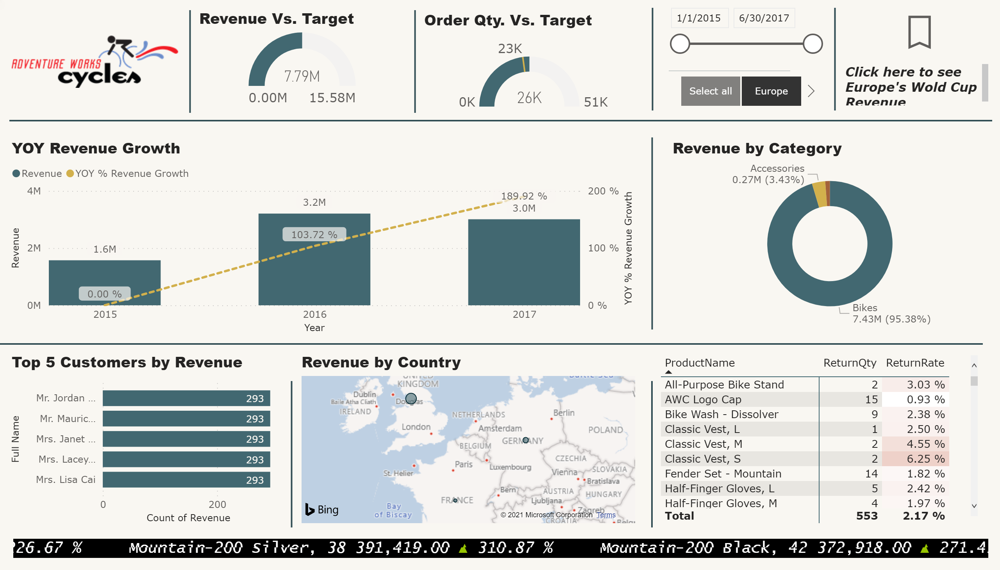 ADVENTURE WORKS
cycles
Revenue Vs. Target
7.79M
0.00M
15.58M
Order Qty. Vs. Target
23K
0K
26K
51K
1/1/2015
6/30/2017
Select all
Europe
Click here to see
Europe's Wold Cup
Revenue
YOY Revenue Growth
Revenue
YOY % Revenue Growth
4M
2M
0M
Revenue
1.6M
0.00 %
3.2M
103.72 %
189.92 %
3.0M
200 %
100 %
0 %
YOY % Revenue Growth
2015
2016
2017
Year
Revenue by Category
Accessories
0.27M (3.43%)
Bikes
7.43M (95.38%)
Top 5 Customers by Revenue
Full Name
Mr. Jordan ...
293
Mr. Mauric...
293
Mrs. Janet ...
293
Mrs. Lacey...
293
Mrs. Lisa Cai
293
0
200
Count of Revenue
Revenue by Country
UNITED
KINGDOM
Baltic Sea
Dublin
Baile Atha Cliath
IRELAND
Douglas
London
NETHERLANDS
Amsterdam
Berlin
POLAND
GERMANY
BELGIUM
Luxembourg
Paris
St. Helier
CZECHIA
SLOVAKIA
Vienna
Bratislava
Bern
AUSTRIA
HUNGARY
Ljubljana
Zagreb
CROATIA
FRANCE
Bay
of Biscay
Bing
© 2021 Microsoft Corporation Terms
ProductName ReturnQty ReturnRate
All-Purpose Bike Stand 2 3.03 %
AWC Logo Cap 15 0.93 %
Bike Wash - Dissolver 9 2.38 %
Classic Vest, L 1 2.50 %
Classic Vest, M 2 4.55 %
Classic Vest, S 2 6.25 %
Fender Set - Mountain 14 1.82 %
Half-Finger Gloves, L 5 2.42 %
Half-Finger Gloves, M 4 1.97 %
Total 553 2.17 %
226.67 % Mountain-200 Silver, 38 391,419.00 ▲ 310.87 % Mountain-200 Black, 42 372,918.00 ▲ 271.4